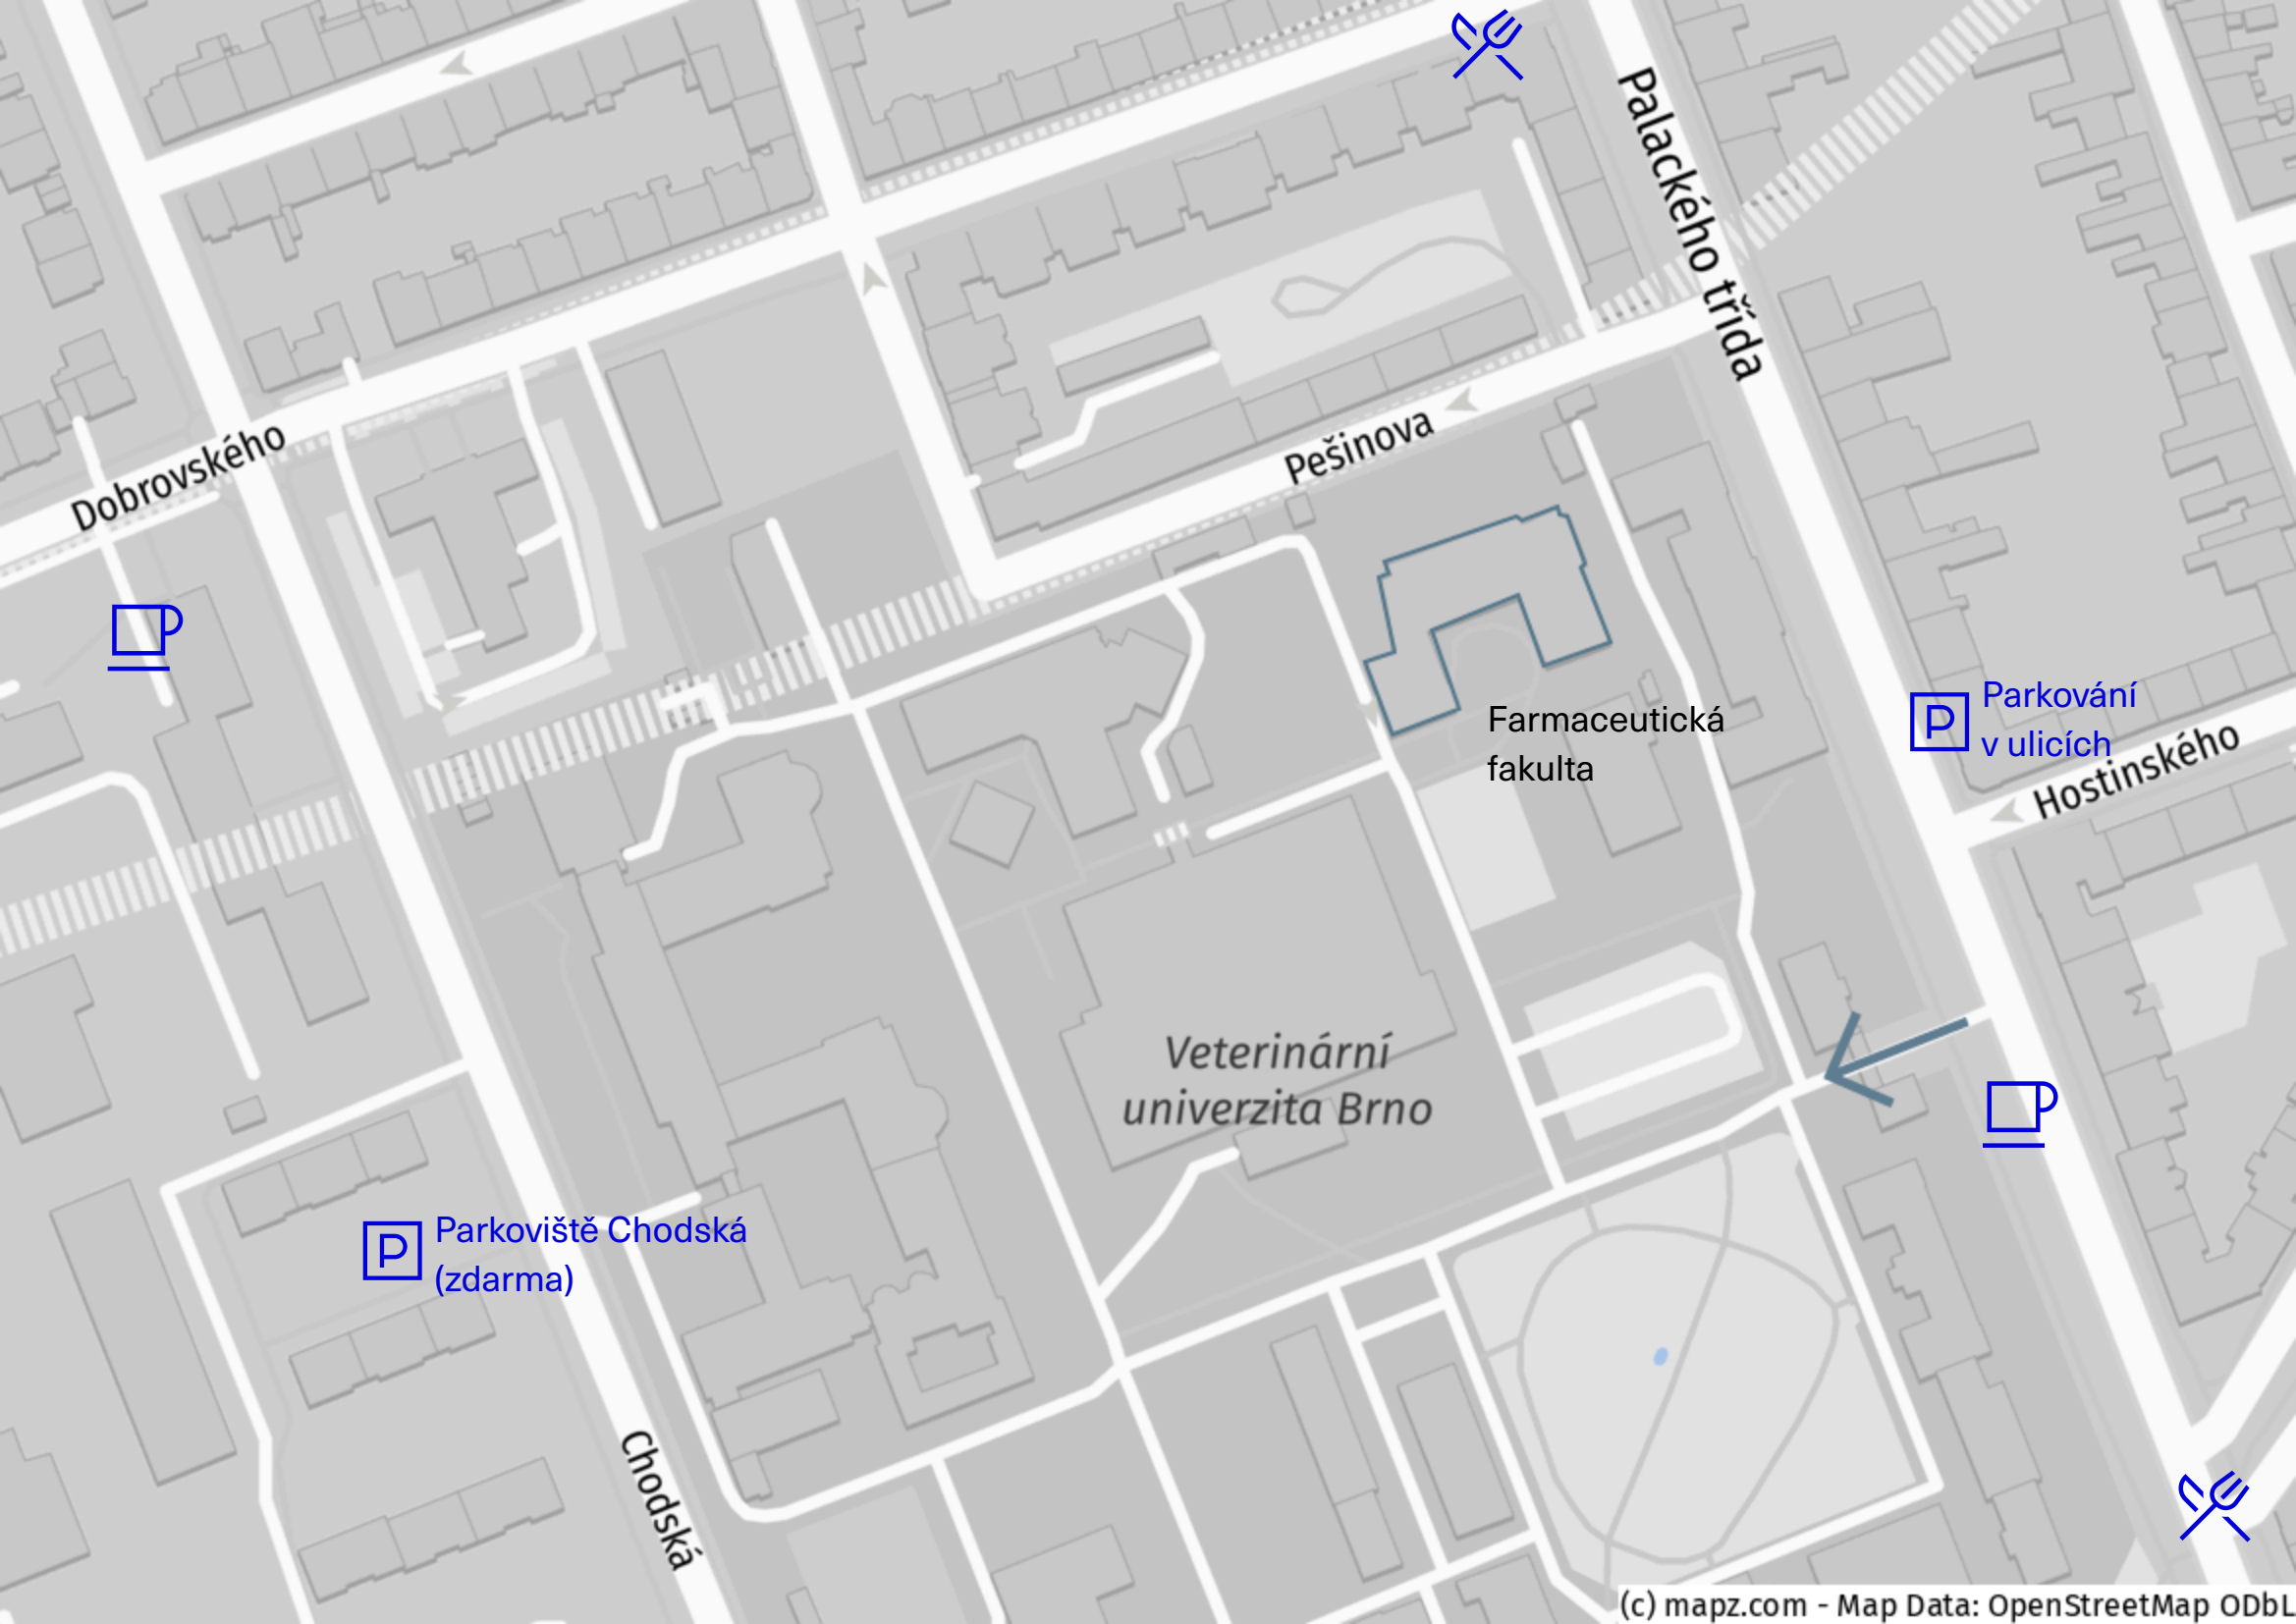 Palackého třída
Pešinova
Dobrovského
Farmaceutická
fakulta
Parkování
v ulicích
Hostinského
Veterinární
univerzita Brno
Parkoviště Chodská
(zdarma)
Chodská
(c) mapz.com - Map Data: OpenStreetMap ODbL